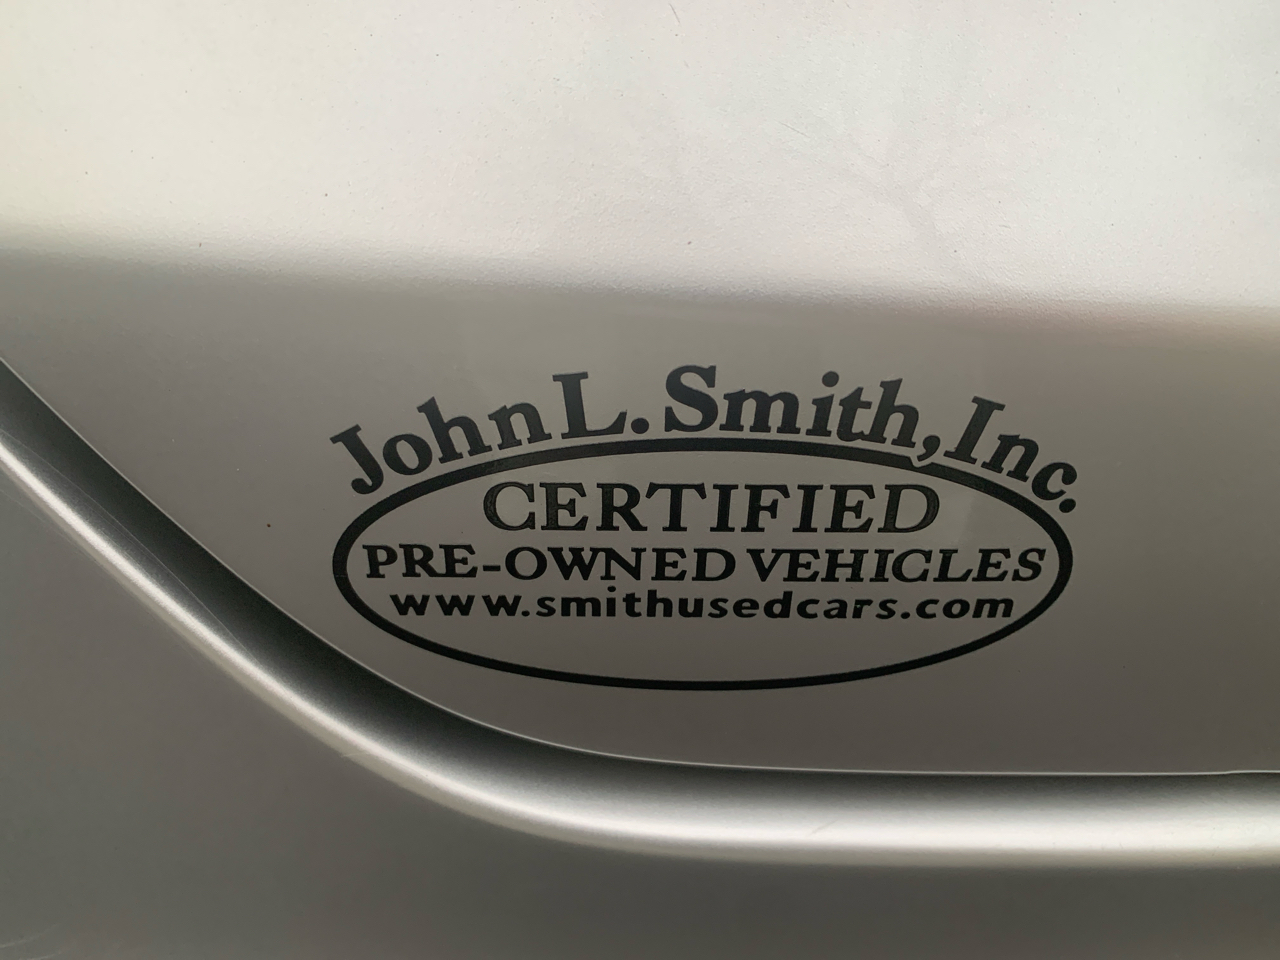 John L. Smith, Inc.
CERTIFIED
PRE-OWNED VEHICLES
www.smithusedcars.com